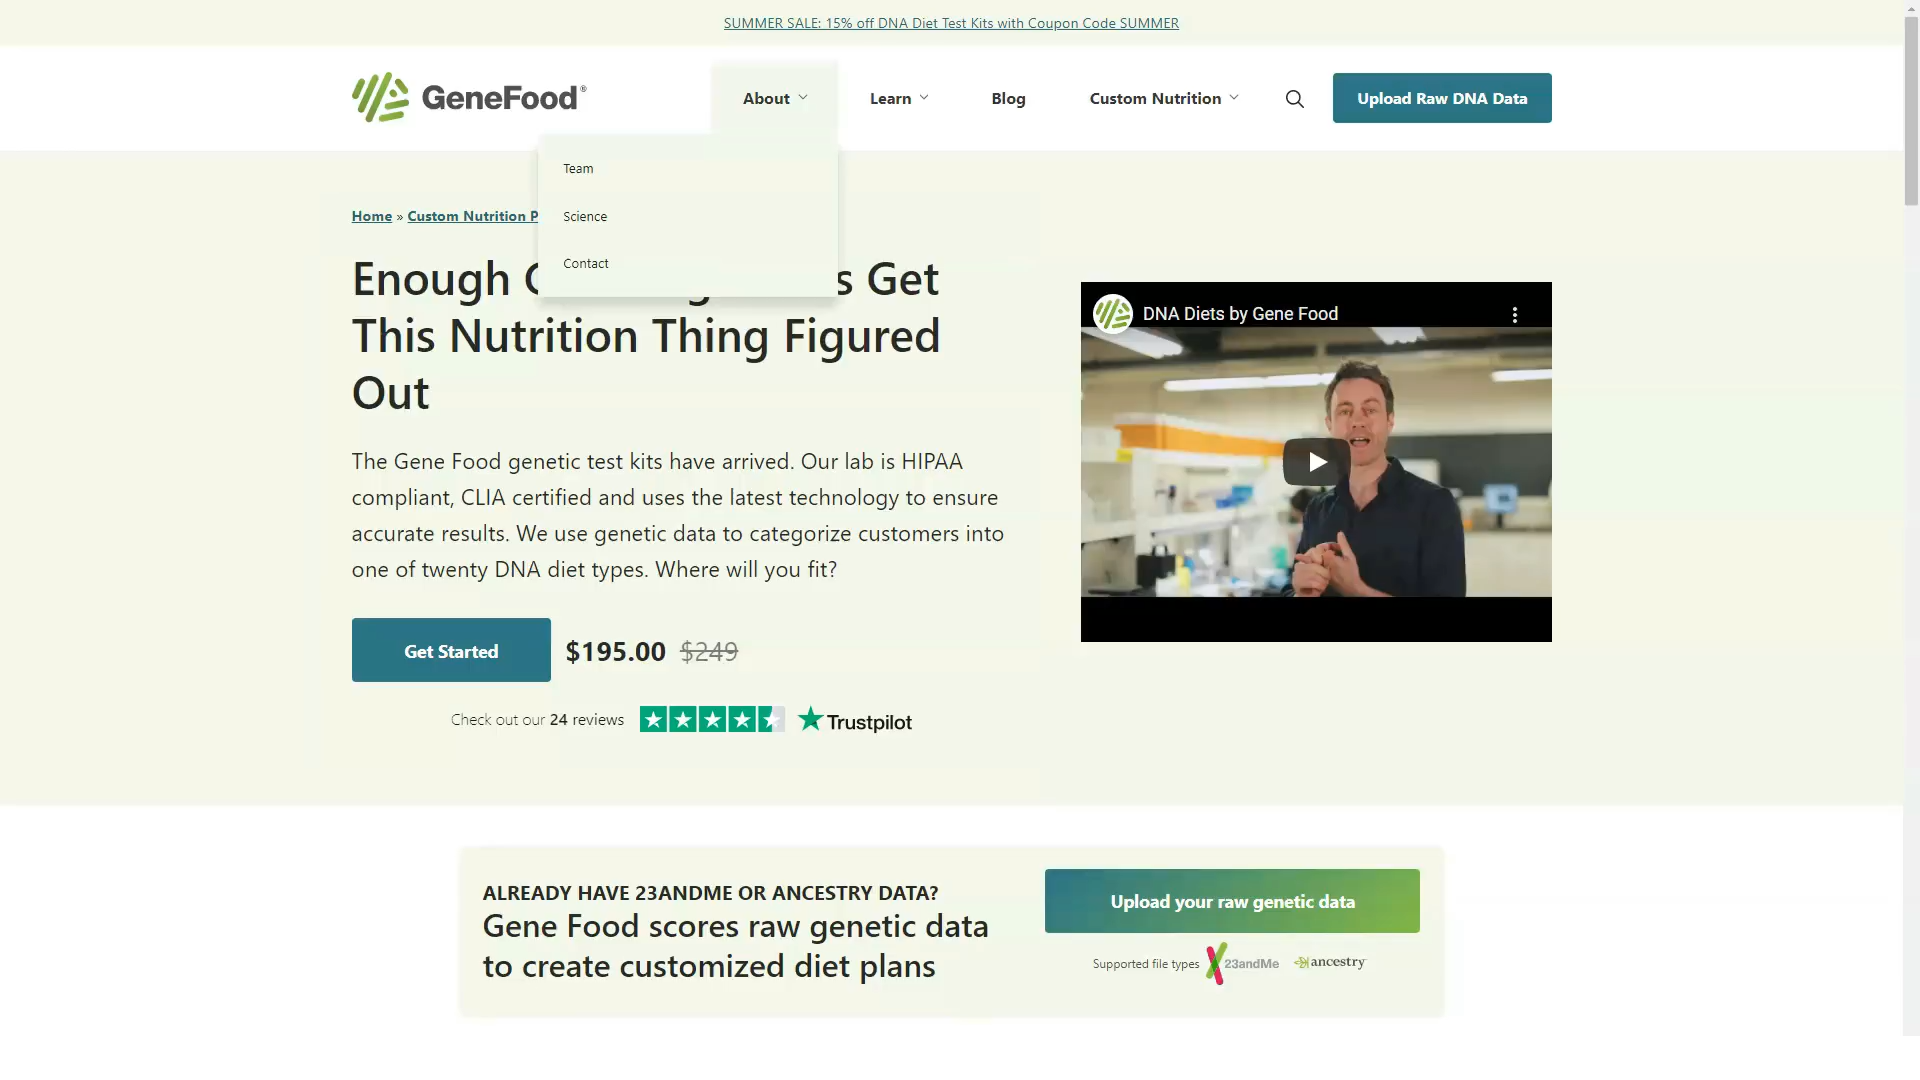 SUMMER SALE: 15% off DNA Diet Test Kits with Coupon Code SUMMER
GeneFood®
About
Learn
Blog
Custom Nutrition
Upload Raw DNA Data
Team
Science
Contact
Home » Custom Nutrition P
Enough
s Get
This Nutrition Thing Figured
Out
The Gene Food genetic test kits have arrived. Our lab is HIPAA
compliant, CLIA certified and uses the latest technology to ensure
accurate results. We use genetic data to categorize customers into
one of twenty DNA diet types. Where will you fit?
Get Started
$195.00 $249
Check out our 24 reviews
Trustpilot
DNA Diets by Gene Food
ALREADY HAVE 23ANDME OR ANCESTRY DATA?
Gene Food scores raw genetic data
to create customized diet plans
Upload your raw genetic data
Supported file types 23andMe ancestry